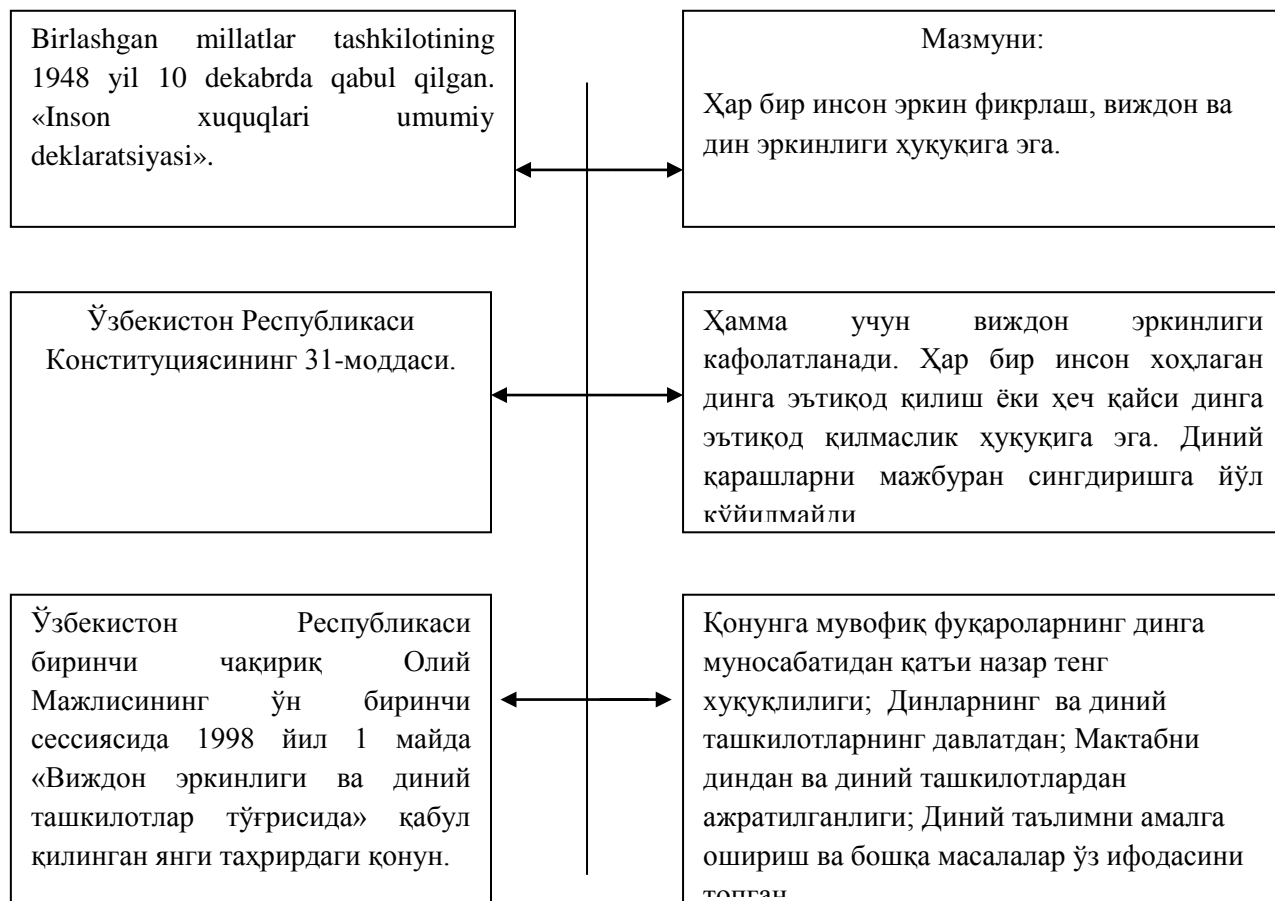 Birlashgan millatlar tashkilotining
1948 yil 10 dekabrda qabul qilgan.
«Inson xuquqlari umumiy
deklaratsiyasi».
Мазмуни:
Ҳар бир инсон эркин фикрлаш, виждон ва
дин эркинлиги ҳуқуқига эга.
Ўзбекистон Республикаси
Конституциясининг 31-моддаси.
Ҳамма учун виждон эркинлиги
кафолатланади. Ҳар бир инсон хоҳлаган
динга эътиқод қилиш ёки ҳеч қайси динга
эътиқод қилмаслик ҳуқуқига эга. Диний
қарашларни мажбуран сингдиришга йўл
қўйилмайди
Ўзбекистон Республикаси
биринчи чақириқ Олий
Мажлисининг ўн биринчи
сессиясида 1998 йил 1 майда
«Виждон эркинлиги ва диний
ташкилотлар тўғрисида» қабул
қилинган янги таҳрирдаги қонун.
Қонунга мувофиқ фуқароларнинг динга
муносабатидан қатъи назар тенг
хуқуқлилиги; Динларнинг ва диний
ташкилотларнинг давлатдан; Мактабни
диндан ва диний ташкилотлардан
ажратилганлиги; Диний таълимни амалга
ошириш ва бошқа масалалар ўз ифодасини
топган